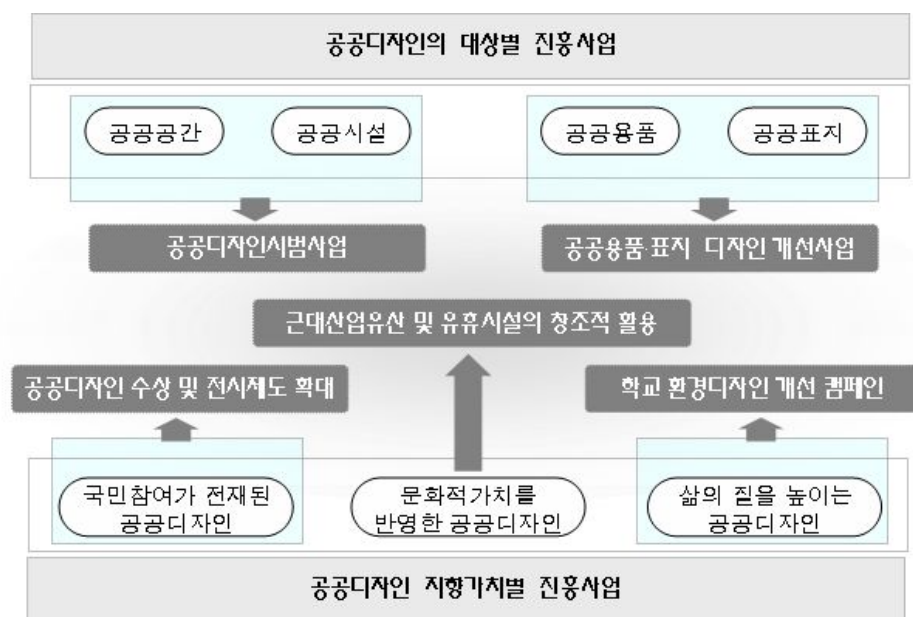 공공디자인의 대상별 진흥사업
공공공간
공공시설
공공용품
공공표지
공공디자인시범사업
공공용품·표지 디자인 개선사업
근대산업유산 및 유휴시설의 창조적 활용
공공디자인 수상 및 전시제도 확대
학교 환경디자인 개선 캠페인
국민참여가 전재된
공공디자인
문화적가치를
반영한 공공디자인
삶의 질을 높이는
공공디자인
공공디자인 지향가치별 진흥사업